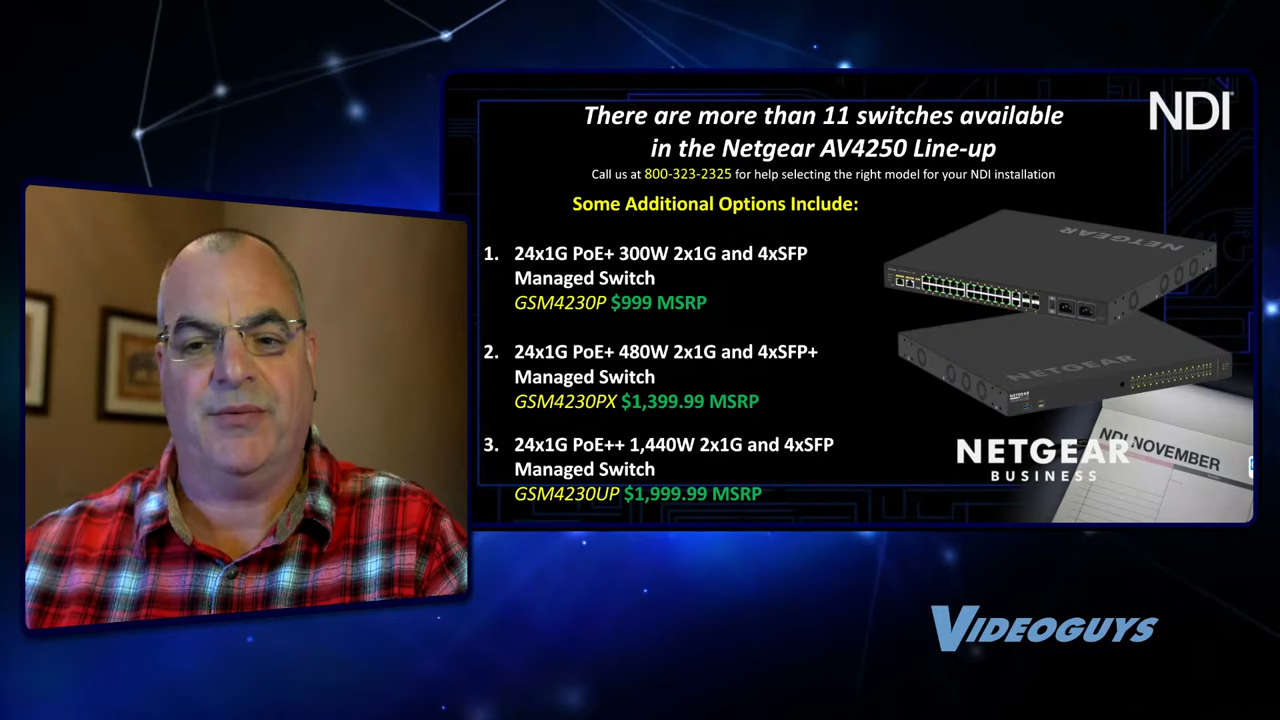 There are more than 11 switches available
in the Netgear AV4250 Line-up
NDI
Call us at 800-323-2325 for help selecting the right model for your NDI installation
Some Additional Options Include:
1. 24x1G PoE+ 300W 2x1G and 4xSFP
Managed Switch
GSM4230P $999 MSRP
2. 24x1G PoE+ 480W 2x1G and 4xSFP+
Managed Switch
GSM4230PX $1,399.99 MSRP
3. 24x1G PoE++ 1,440W 2x1G and 4xSFP
Managed Switch
GSM4230UP $1,999.99 MSRP
NETGEAR
NETGEAR
NETGEAR
NDI NOVEMBER
NETGEAR
BUSINESS
VIDEOGUYS